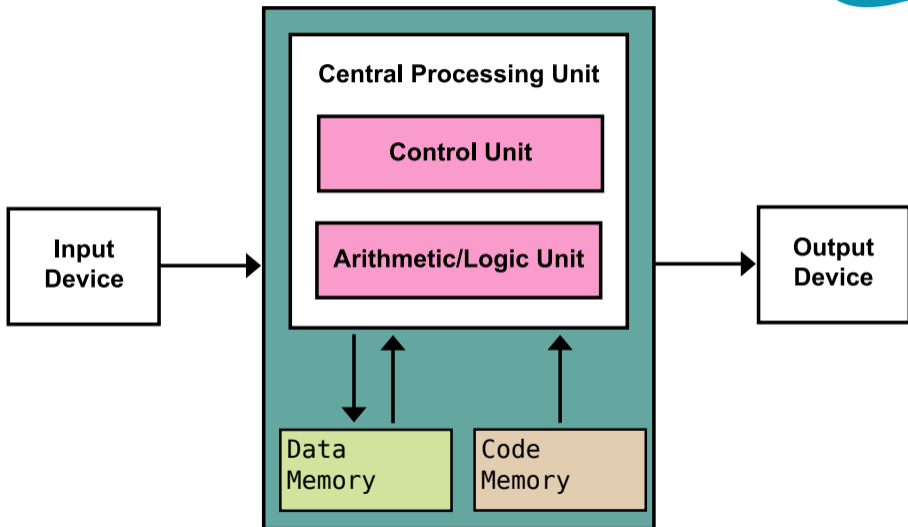 Central Processing Unit
Control Unit
Input
Device
Arithmetic/Logic Unit
Output
Device
Data
Memory
Code
Memory